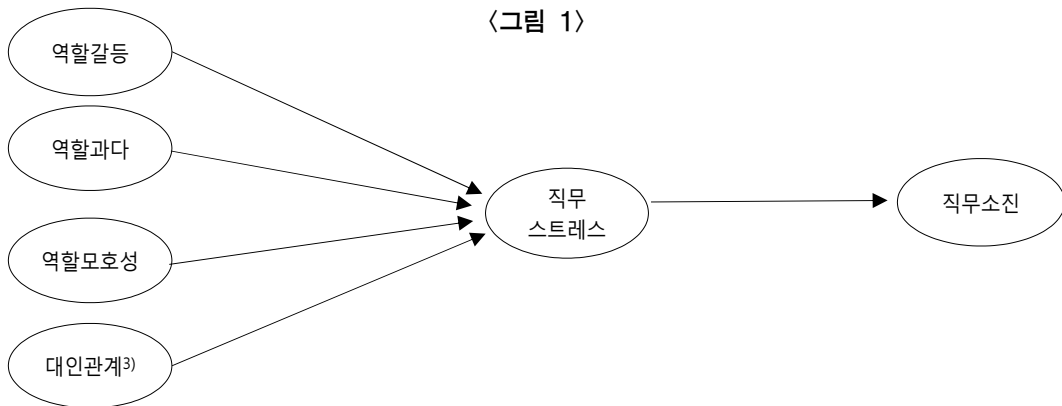 〈그림 1〉
역할갈등
역할과다
역할모호성
대인관계3)
직무
스트레스
직무소진